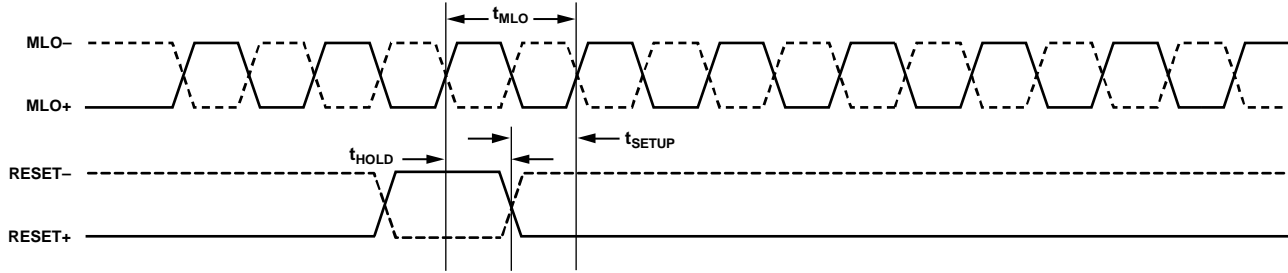 tMLO
MLO–
MLO+
tSETUP
tHOLD
RESET–
RESET+